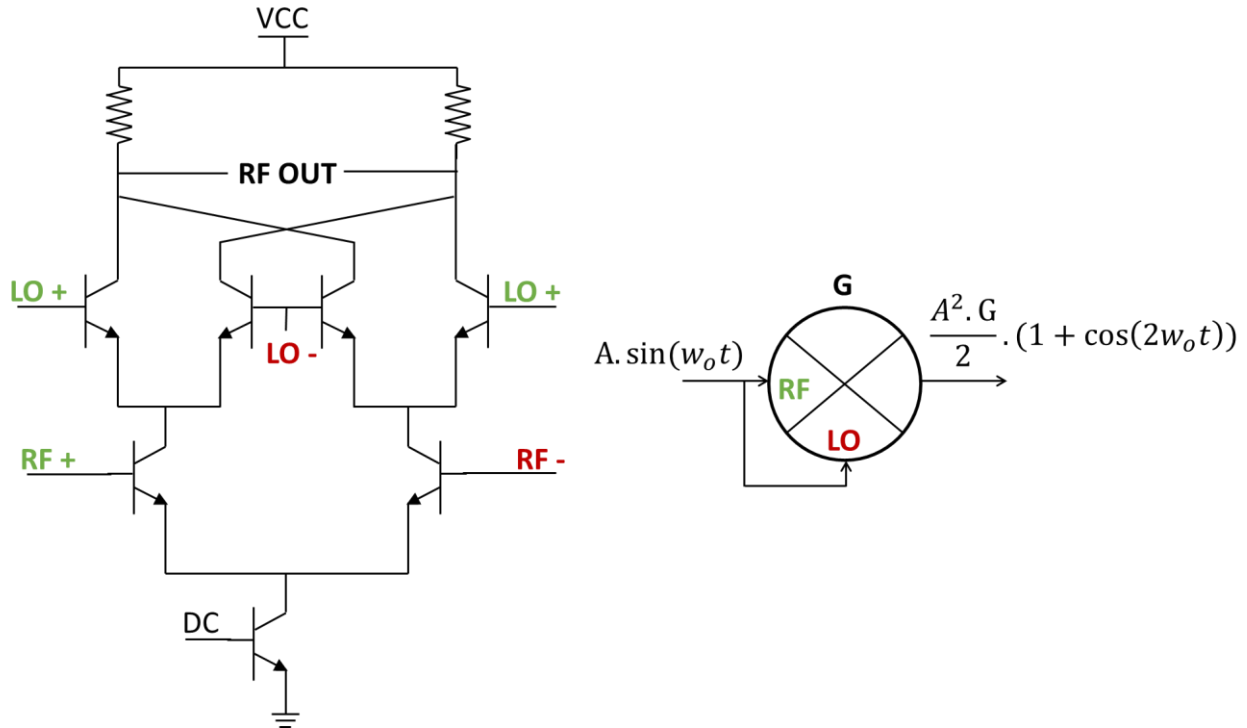 VCC
RF OUT
LO +
LO +
LO -
RF +
RF -
DC
G
A.sin(wₒt)
RF
LO
A². G / 2 .(1 + cos(2wₒt))